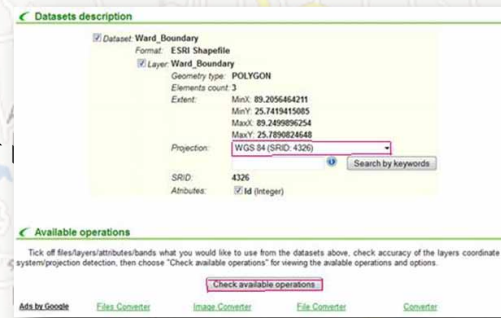 Datasets description
Dataset: Ward_Boundary
Format: ESRI Shapefile
Layer: Ward_Boundary
Geometry type: POLYGON
Elements count: 3
Extent: MinX: 89.2056464211
MinY: 25.7419415085
MaxX: 89.2499896254
MaxY: 25.7890824648
Projection: WGS 84 (SRID: 4326)
Search by keywords
SRID: 4326
Attributes: Id (Integer)
Available operations
Tick off files/layers/attributes/bands what you would like to use from the datasets above, check accuracy of the layers coordinate
system/projection detection, then choose "Check available operations" for viewing the available operations and options.
Check available operations
Ads by Google Files Converter Image Converter File Converter Converter